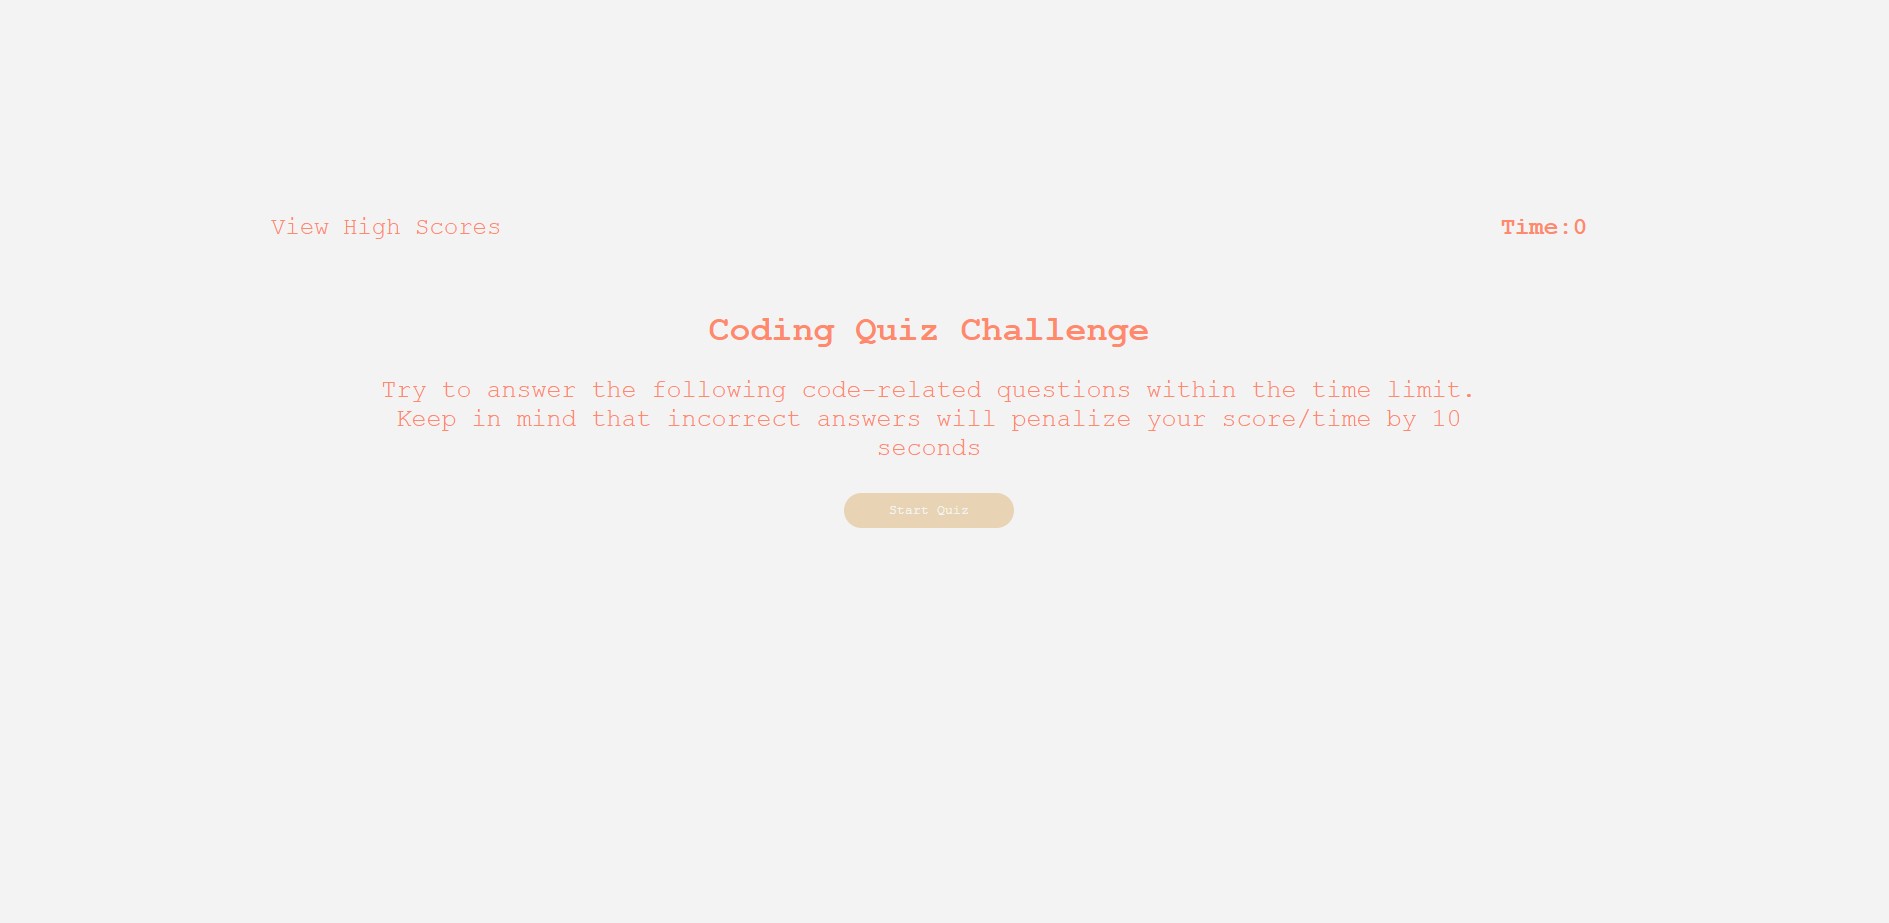 View High Scores
Time:0
Coding Quiz Challenge
Try to answer the following code-related questions within the time limit.
Keep in mind that incorrect answers will penalize your score/time by 10
seconds
Start Quiz